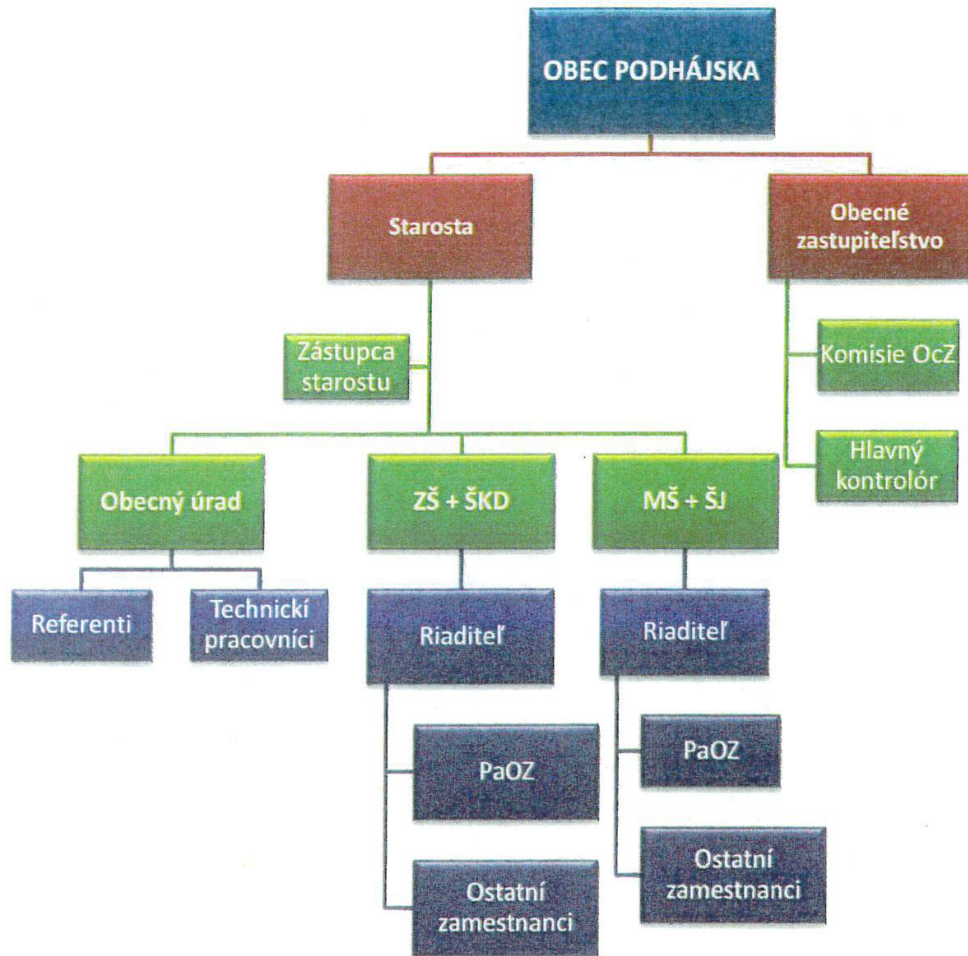 OBEC PODHÁJSKA
Starosta
Obecné
zastupiteľstvo
Zástupca
starostu
Komisie OcZ
Hlavný
kontrolór
Obecný úrad
ZŠ + ŠKD
MŠ + ŠJ
Referenti
Technickí
pracovníci
Riaditeľ
Riaditeľ
PaOZ
PaOZ
Ostatní
zamestnanci
Ostatní
zamestnanci